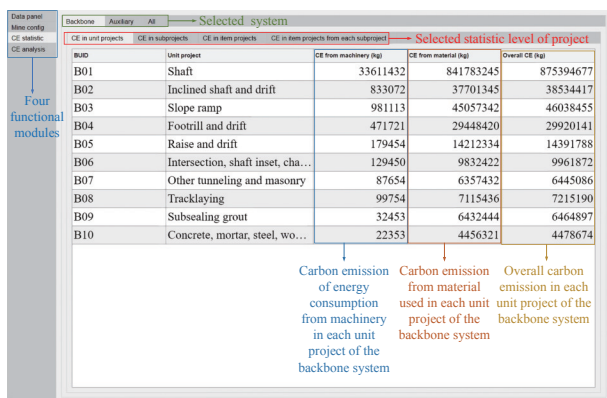 Data panel
Mine config
CE statistic
CE analysis
Four
functional
modules
Backbone Auxiliary All Selected system
CE in unit projects CE in subprojects CE in item projects CE in item projects from each subproject Selected statistic level of project
BUID Unit project CE from machinery (kg) CE from material (kg) Overall CE (kg)
B01 Shaft 33611432 841783245 875394677
B02 Inclined shaft and drift 833072 37701345 38534417
B03 Slope ramp 981113 45057342 46038455
B04 Footrill and drift 471721 29448420 29920141
B05 Raise and drift 179454 14212334 14391788
B06 Intersection, shaft inset, cha... 129450 9832422 9961872
B07 Other tunneling and masonry 87654 6357432 6445086
B08 Tracklaying 99754 7115436 7215190
B09 Subsealing grout 32453 6432444 6464897
B10 Concrete, mortar, steel, wo... 22353 4456321 4478674
Carbon emission
of energy
consumption
from machinery
in each unit
project of the
backbone system
Carbon emission
from material
used in each unit
project of the
backbone system
Overall carbon
emission in each
unit project of the
backbone system